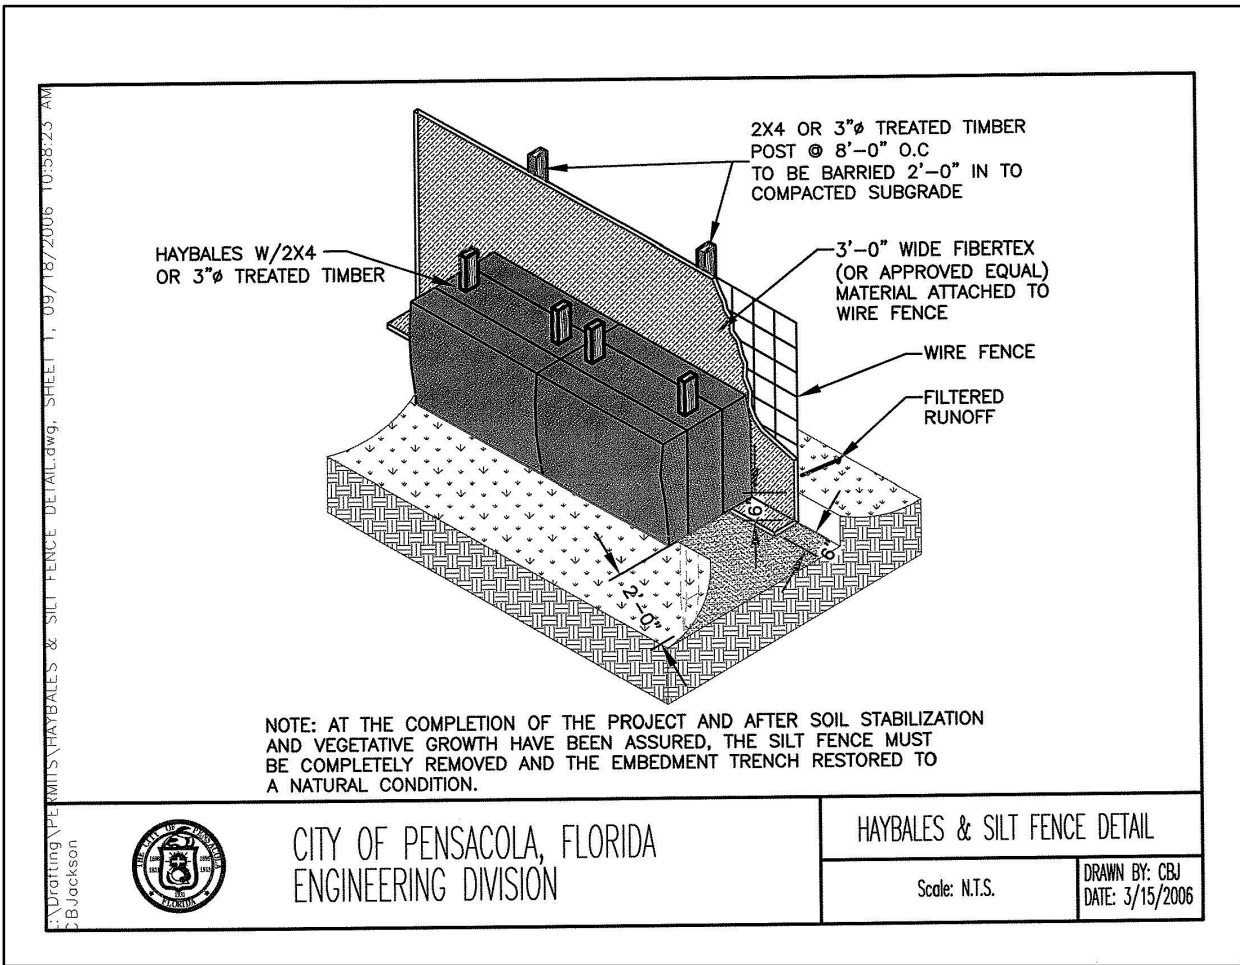 2X4 OR 3"ø TREATED TIMBER
POST @ 8'-0" O.C
TO BE BARRIED 2'-0" IN TO
COMPACTED SUBGRADE
HAYBALES W/2X4
OR 3"ø TREATED TIMBER
3'-0" WIDE FIBERTEX
(OR APPROVED EQUAL)
MATERIAL ATTACHED TO
WIRE FENCE
WIRE FENCE
FILTERED
RUNOFF
6"
6"
2'-0"
NOTE: AT THE COMPLETION OF THE PROJECT AND AFTER SOIL STABILIZATION
AND VEGETATIVE GROWTH HAVE BEEN ASSURED, THE SILT FENCE MUST
BE COMPLETELY REMOVED AND THE EMBEDMENT TRENCH RESTORED TO
A NATURAL CONDITION.
:\Drafting\PERMITS\HAYBALES & SILT FENCE DETAIL.dwg, SHEET 1, 09/18/2006 10:58:23 AM
CBJackson
THE CITY OF PENSACOLA
FLORIDA
CITY OF PENSACOLA, FLORIDA
ENGINEERING DIVISION
HAYBALES & SILT FENCE DETAIL
Scale: N.T.S.
DRAWN BY: CBJ
DATE: 3/15/2006